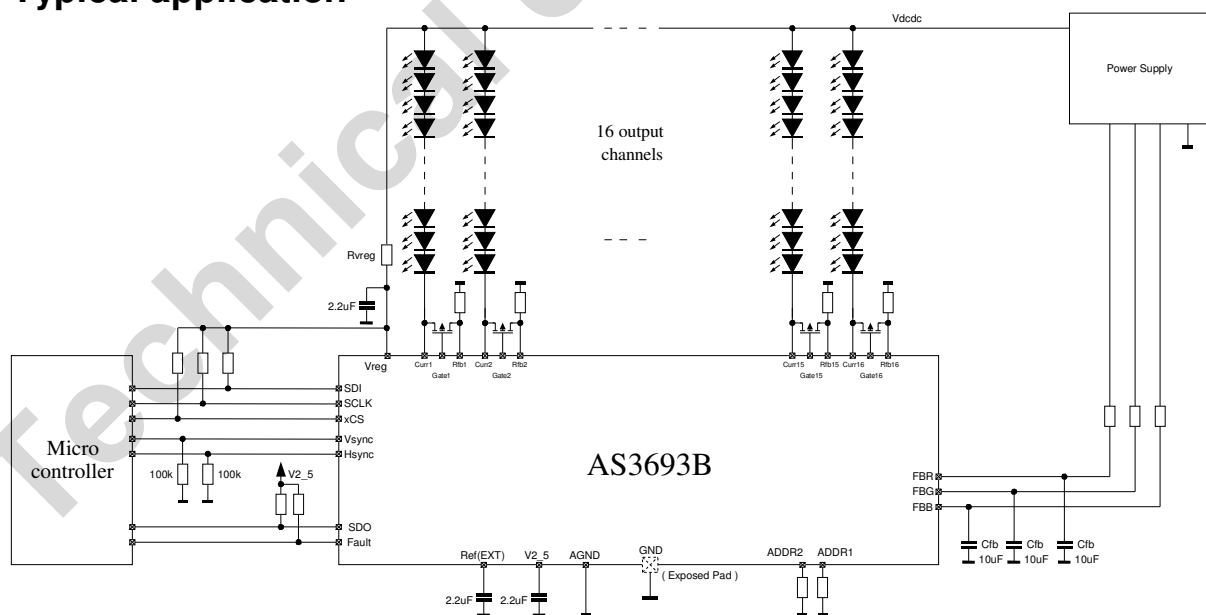 Typical application
Technical
Vdcdc
Power Supply
16 output
channels
Rvreg
2.2uF
Vreg
Curr1
Gate1
Rfb1
Curr2
Gate2
Rfb2
Curr15
Gate15
Rfb15
Curr16
Gate16
Rfb16
Micro
controller
SDI
SCLK
xCS
Vsync
Hsync
100k
100k
V2_5
SDO
Fault
AS3693B
FBR
FBG
FBB
Cfb
10uF
Cfb
10uF
Cfb
10uF
Ref(EXT)
V2_5
AGND
GND
( Exposed Pad )
ADDR2
ADDR1
2.2uF
2.2uF